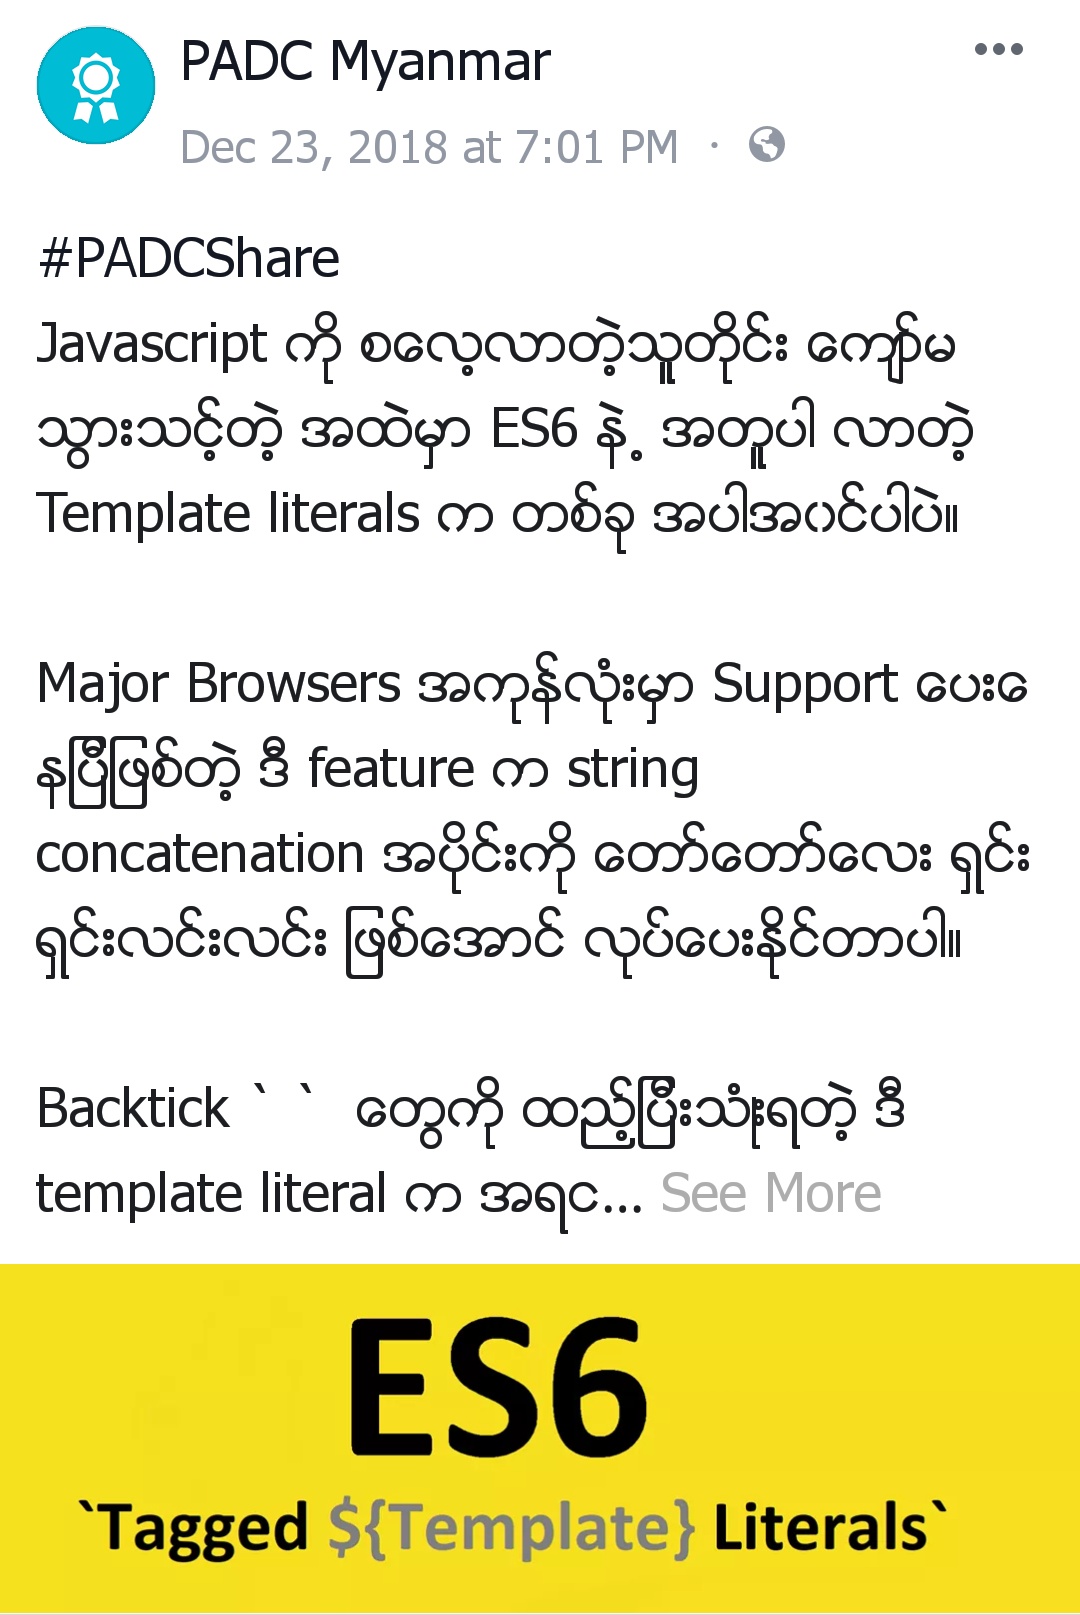 PADC Myanmar
Dec 23, 2018 at 7:01 PM ·
#PADCShare
Javascript ကို စလေ့လာတဲ့သူတိုင်း ကျော်မ
သွားသင့်တဲ့ အထဲမှာ ES6 နဲ့ အတူပါ လာတဲ့
Template literals က တစ်ခု အပါအဝင်ပါပဲ။
Major Browsers အကုန်လုံးမှာ Support ပေးေ
နပြီဖြစ်တဲ့ ဒီ feature က string
concatenation အပိုင်းကို တော်တော်လေး ရှင်း
ရှင်းလင်းလင်း ဖြစ်အောင် လုပ်ပေးနိုင်တာပါ။
Backtick ` ` တွေကို ထည့်ပြီးသုံးရတဲ့ ဒီ
template literal က အရင... See More
ES6
`Tagged ${Template} Literals`